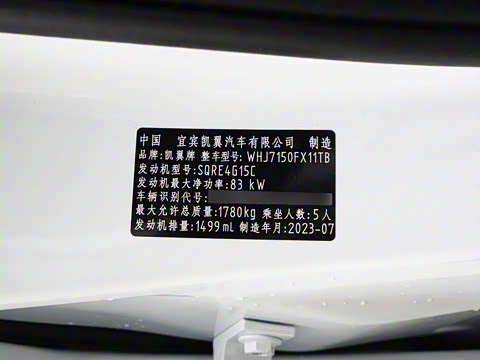 中国 宜宾凯翼汽车有限公司 制造
品牌:凯翼牌 整车型号:WHJ7150FX11TB
发动机型号:SQRE4G15C
发动机最大净功率:83 kW
车辆识别代号:
最大允许总质量:1780kg 乘坐人数:5人
发动机排量:1499mL 制造年月:2023-07